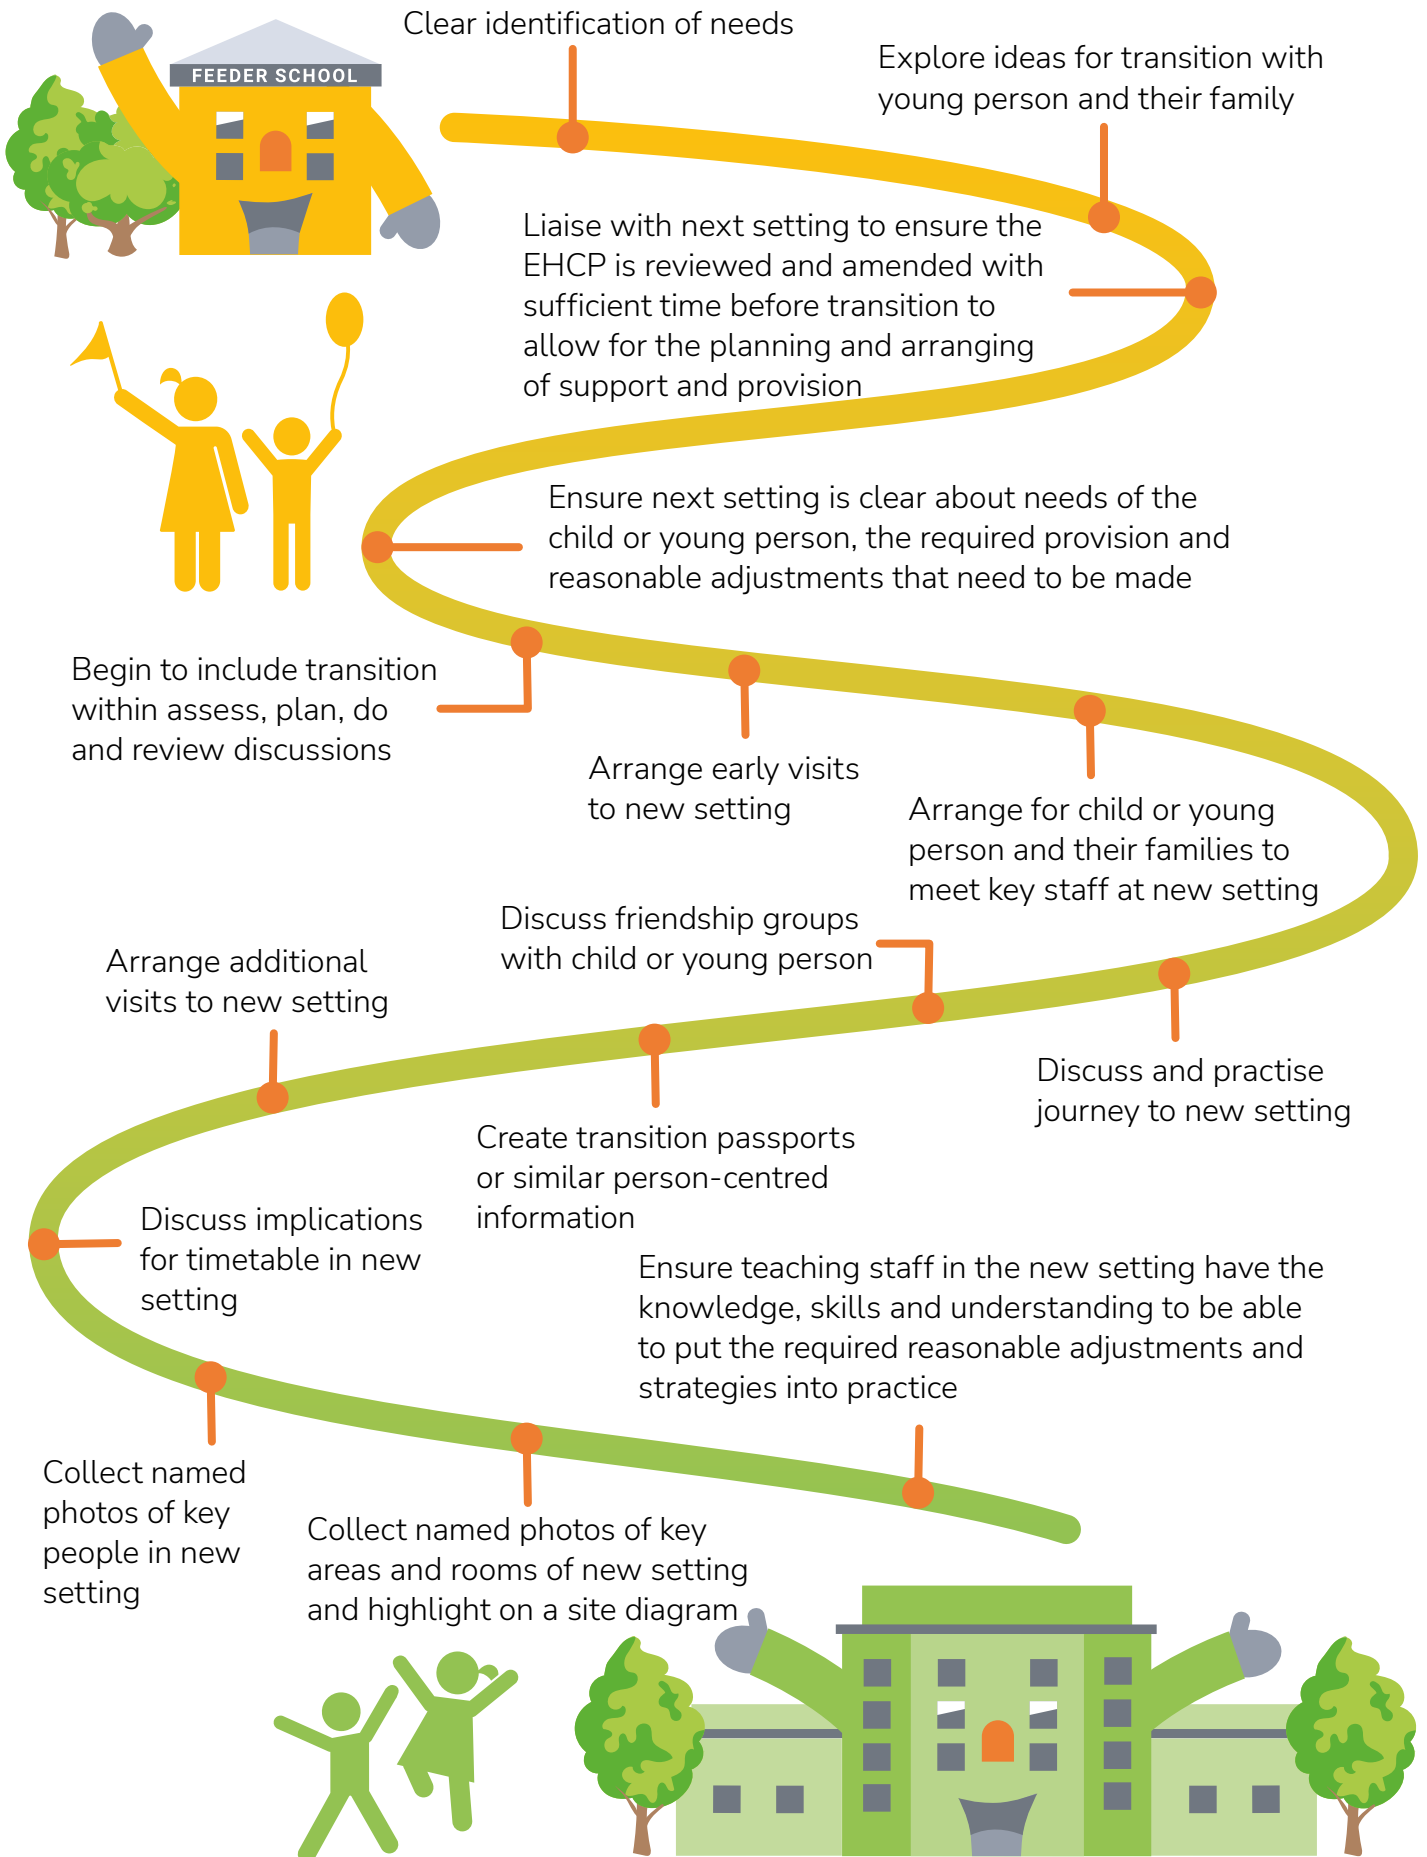 Clear identification of needs
FEEDER SCHOOL
Explore ideas for transition with
young person and their family
Liaise with next setting to ensure the
EHCP is reviewed and amended with
sufficient time before transition to
allow for the planning and arranging
of support and provision
Ensure next setting is clear about needs of the
child or young person, the required provision and
reasonable adjustments that need to be made
Begin to include transition
within assess, plan, do
and review discussions
Arrange early visits
to new setting
Arrange for child or young
person and their families to
meet key staff at new setting
Discuss and practise
journey to new setting
Discuss friendship groups
with child or young person
Create transition passports
or similar person-centred
information
Arrange additional
visits to new setting
Discuss implications
for timetable in new
setting
Collect named
photos of key
people in new
setting
Collect named photos of key
areas and rooms of new setting
and highlight on a site diagram
Ensure teaching staff in the new setting have the
knowledge, skills and understanding to be able
to put the required reasonable adjustments and
strategies into practice